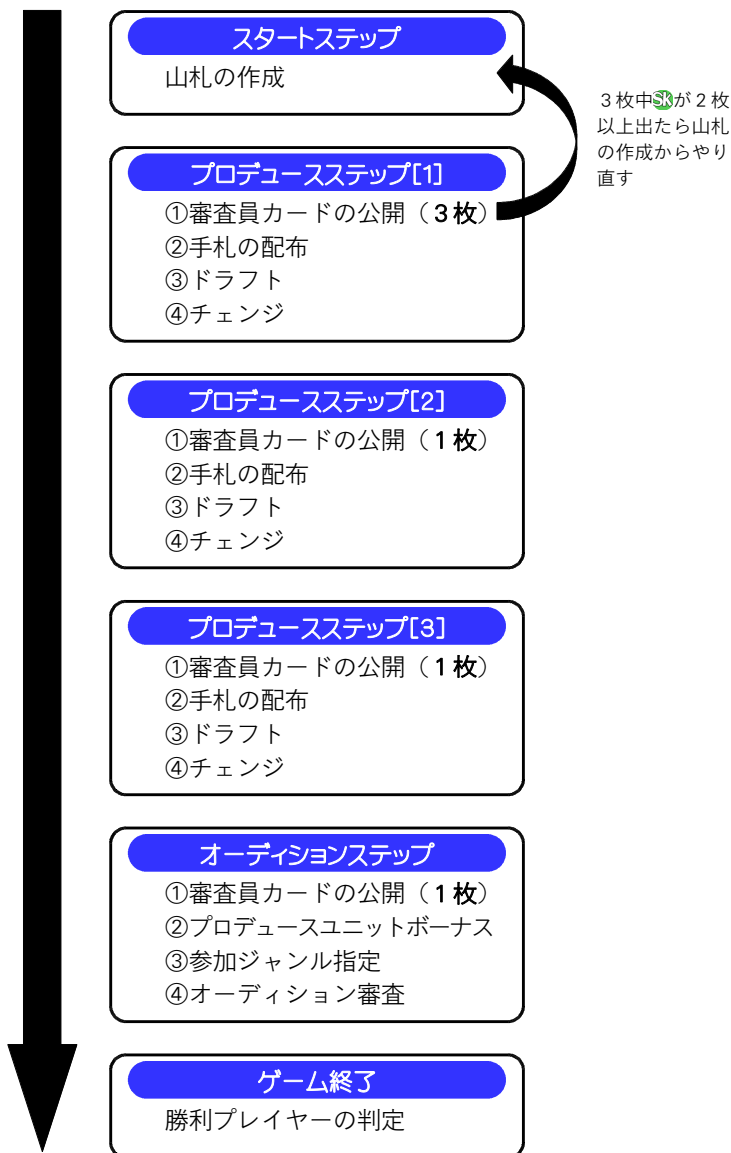 スタートステップ
山札の作成
3枚中Skが2枚
以上出たら山札
の作成からやり
直す
プロデュースステップ[1]
①審査員カードの公開（3枚）
②手札の配布
③ドラフト
④チェンジ
プロデュースステップ[2]
①審査員カードの公開（1枚）
②手札の配布
③ドラフト
④チェンジ
プロデュースステップ[3]
①審査員カードの公開（1枚）
②手札の配布
③ドラフト
④チェンジ
オーディションステップ
①審査員カードの公開（1枚）
②プロデュースユニットボーナス
③参加ジャンル指定
④オーディション審査
ゲーム終了
勝利プレイヤーの判定